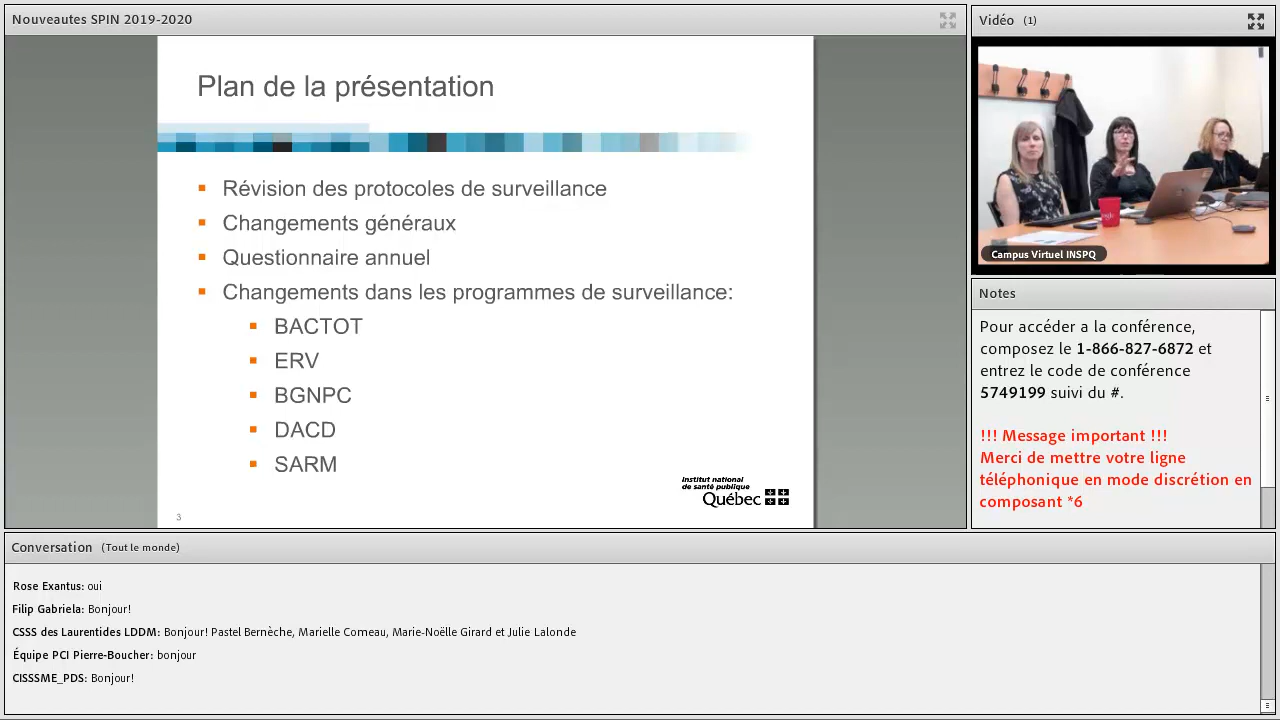 Nouveautes SPIN 2019-2020
Plan de la présentation
Révision des protocoles de surveillance
Changements généraux
Questionnaire annuel
Changements dans les programmes de surveillance:
BACTOT
ERV
BGNPC
DACD
SARM
Institut national
de santé publique
Québec
3
Vidéo (1)
Campus Virtuel INSPQ
Notes
Pour accéder a la conférence,
composez le 1-866-827-6872 et
entrez le code de conférence
5749199 suivi du #.
!!! Message important !!!
Merci de mettre votre ligne
téléphonique en mode discrétion en
composant *6
Conversation (Tout le monde)
Rose Exantus: oui
Filip Gabriela: Bonjour!
CSSS des Laurentides LDDM: Bonjour! Pastel Bernèche, Marielle Comeau, Marie-Noëlle Girard et Julie Lalonde
Équipe PCI Pierre-Boucher: bonjour
CISSSME_PDS: Bonjour!